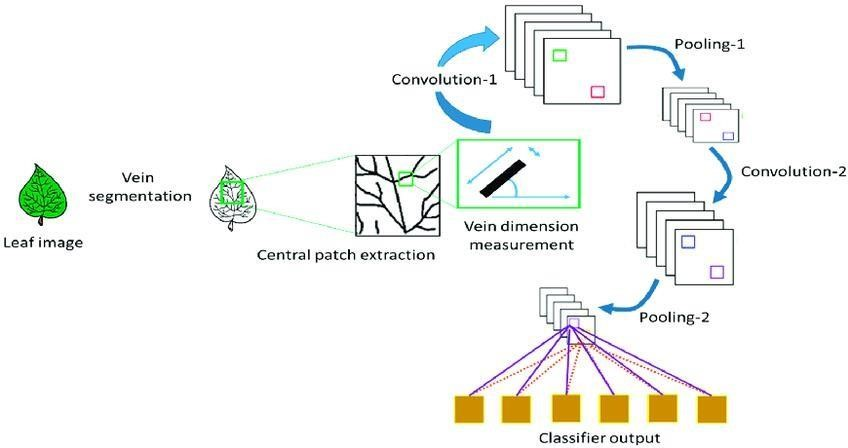 Leaf image
Vein
segmentation
Central patch extraction
Vein dimension
measurement
Convolution-1
Pooling-1
Convolution-2
Pooling-2
Classifier output